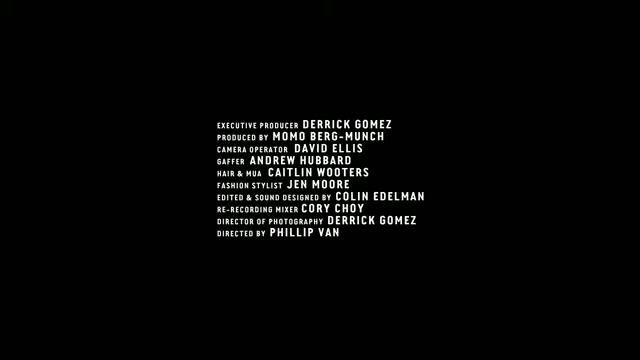 EXECUTIVE PRODUCER DERRICK GOMEZ
PRODUCED BY MOMO BERG-MUNCH
CAMERA OPERATOR DAVID ELLIS
GAFFER ANDREW HUBBARD
HAIR & MUA CAITLIN WOOTERS
FASHION STYLIST JEN MOORE
EDITED & SOUND DESIGNED BY COLIN EDELMAN
RE-RECORDING MIXER CORY CHOY
DIRECTOR OF PHOTOGRAPHY DERRICK GOMEZ
DIRECTED BY PHILLIP VAN